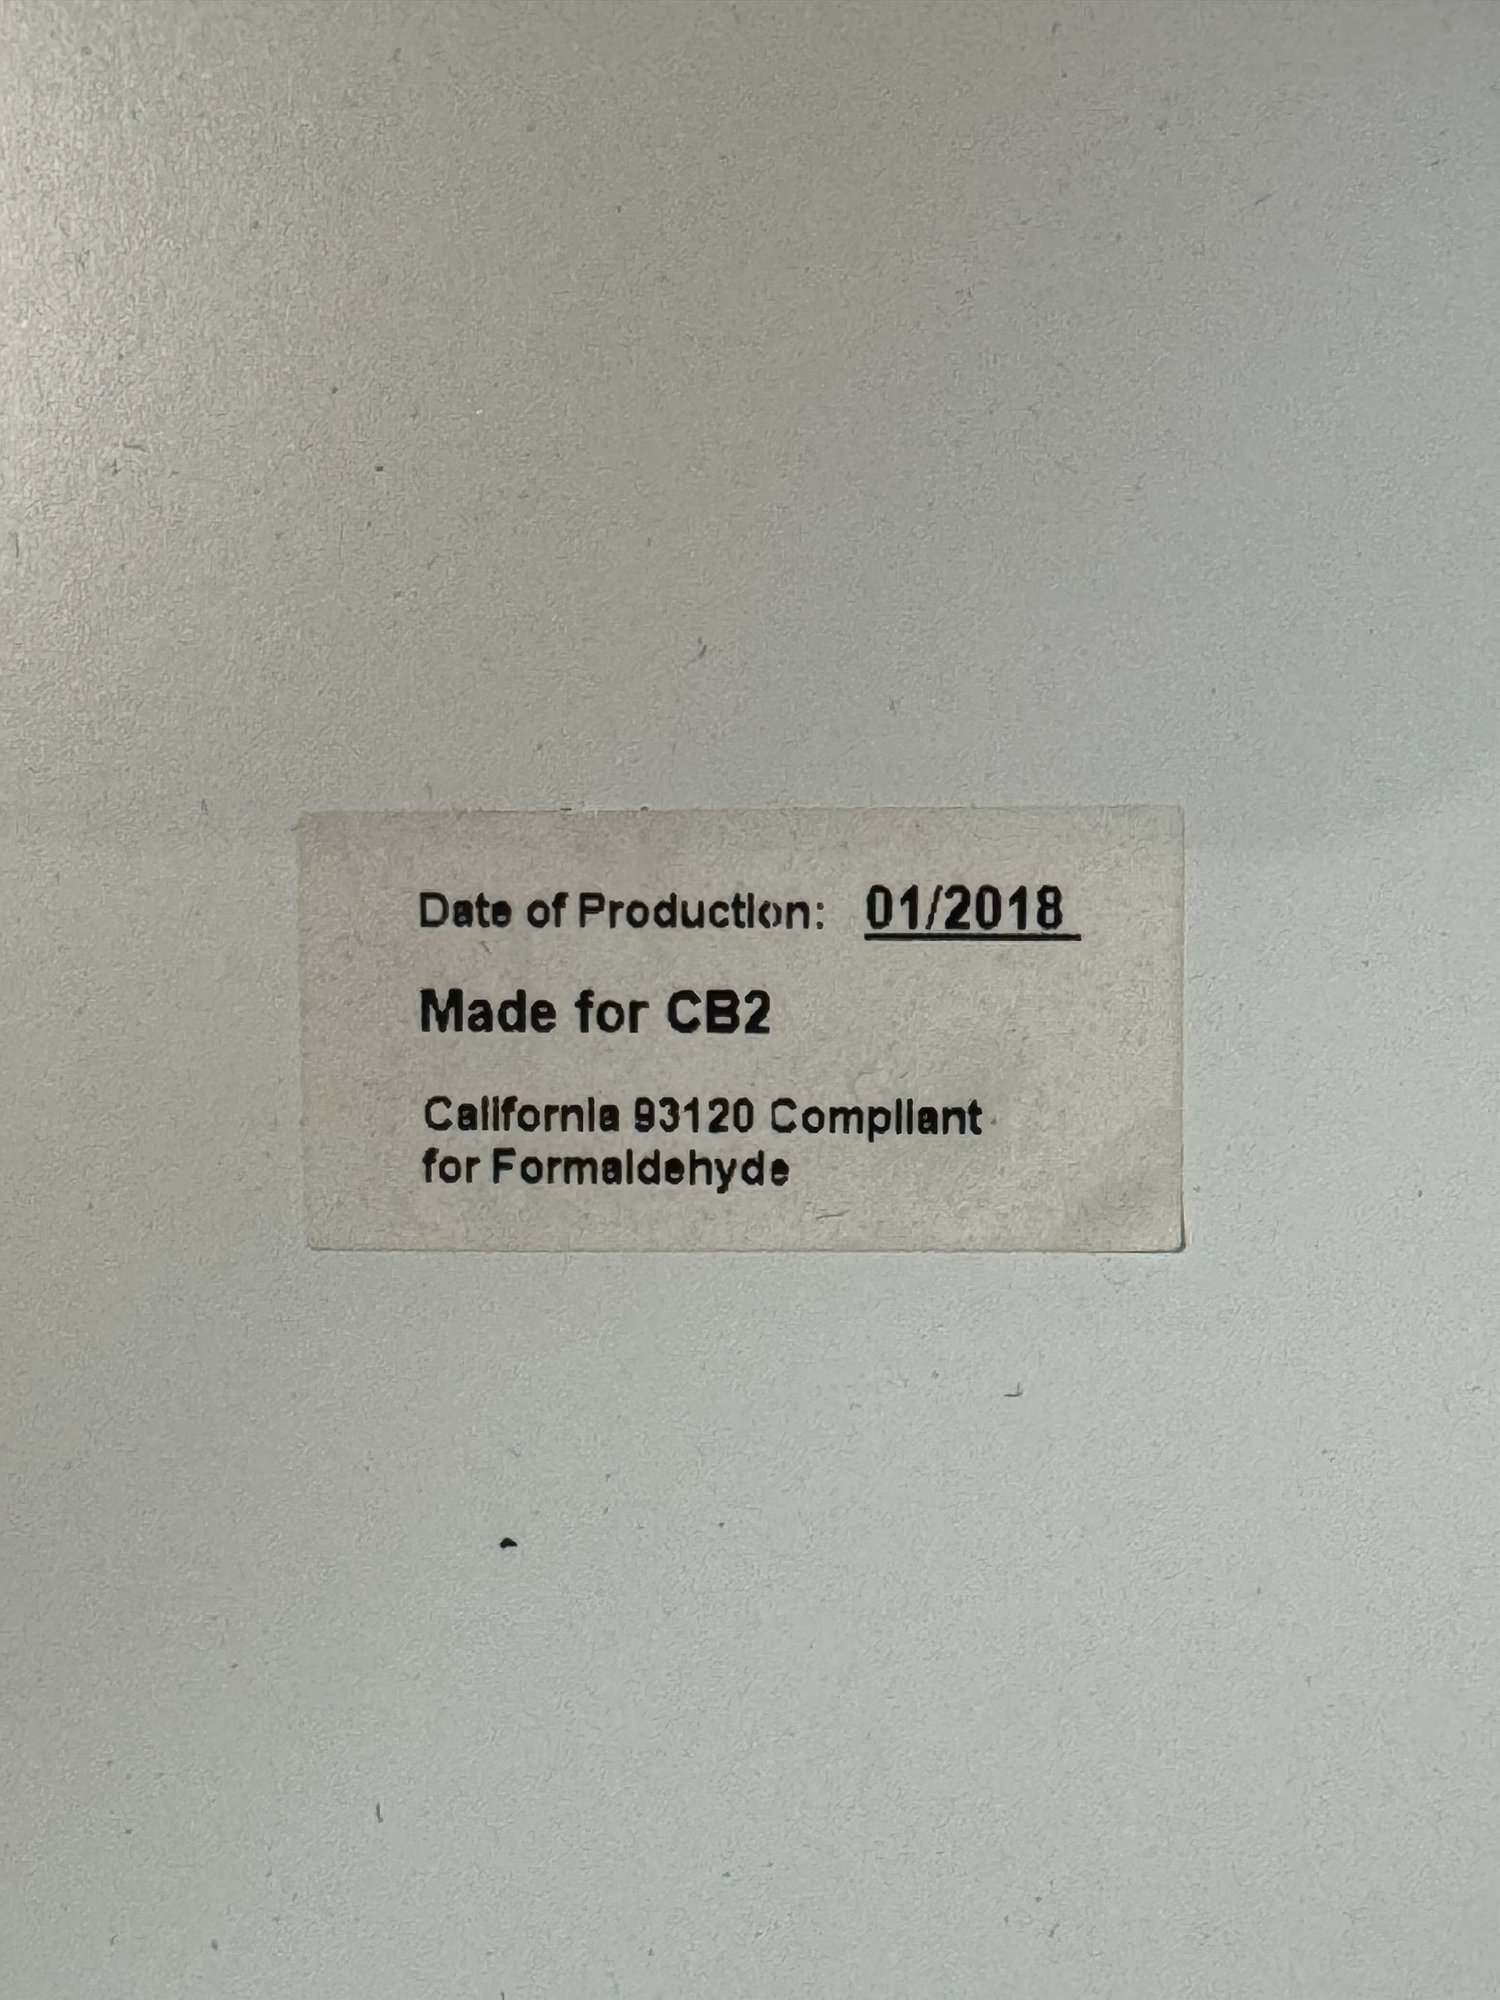 Date of Production: 01/2018
Made for CB2
California 93120 Compliant
for Formaldehyde